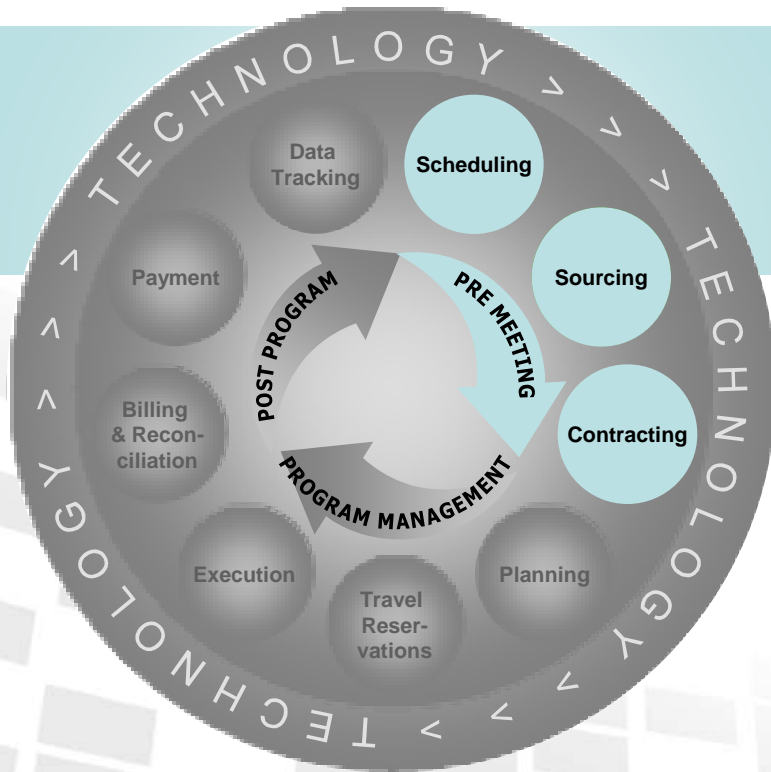 TECHNOLOGY > > >
TECHNOLOGY > > >
TECHNOLOGY > > >
Data
Tracking
Scheduling
Sourcing
Contracting
Planning
Travel
Reser-
vations
Execution
Billing
& Recon-
ciliation
Payment
PRE MEETING
PROGRAM MANAGEMENT
POST PROGRAM